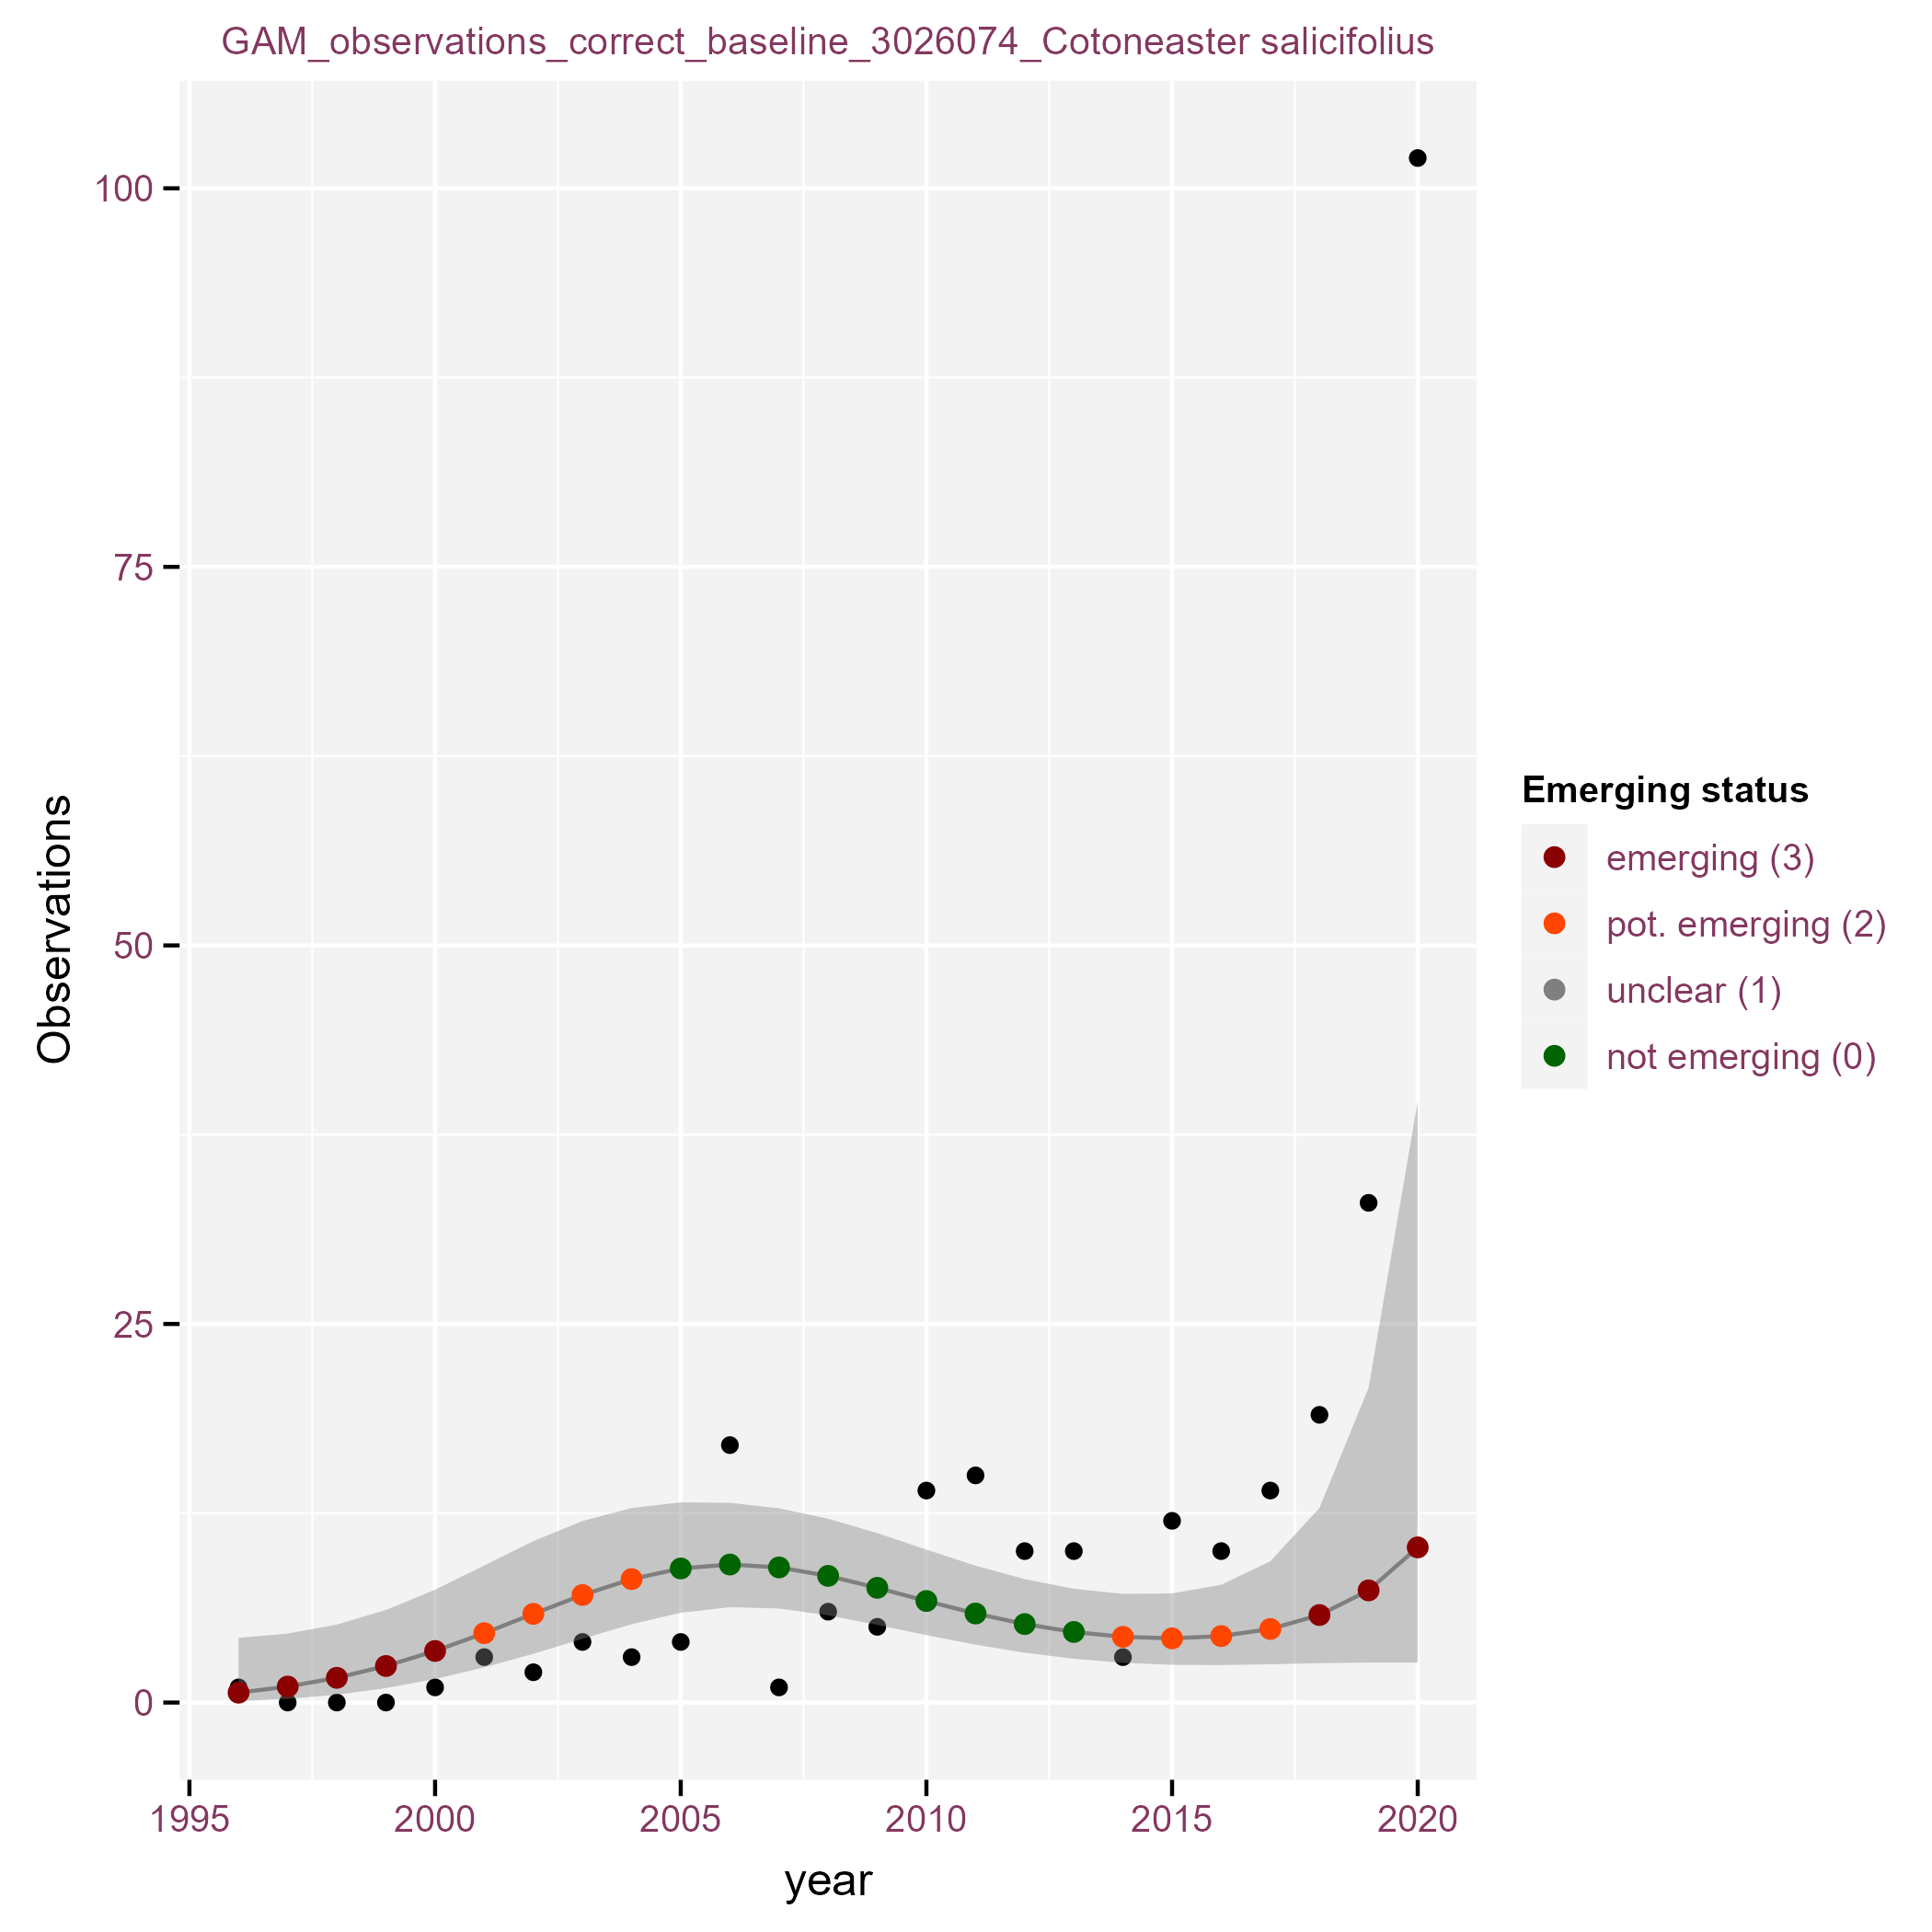 GAM_observations_correct_baseline_3026074_Cotoneaster salicifolius
100
75
50
25
0
Observations
1995 2000 2005 2010 2015 2020
year
Emerging status
emerging (3)
pot. emerging (2)
unclear (1)
not emerging (0)